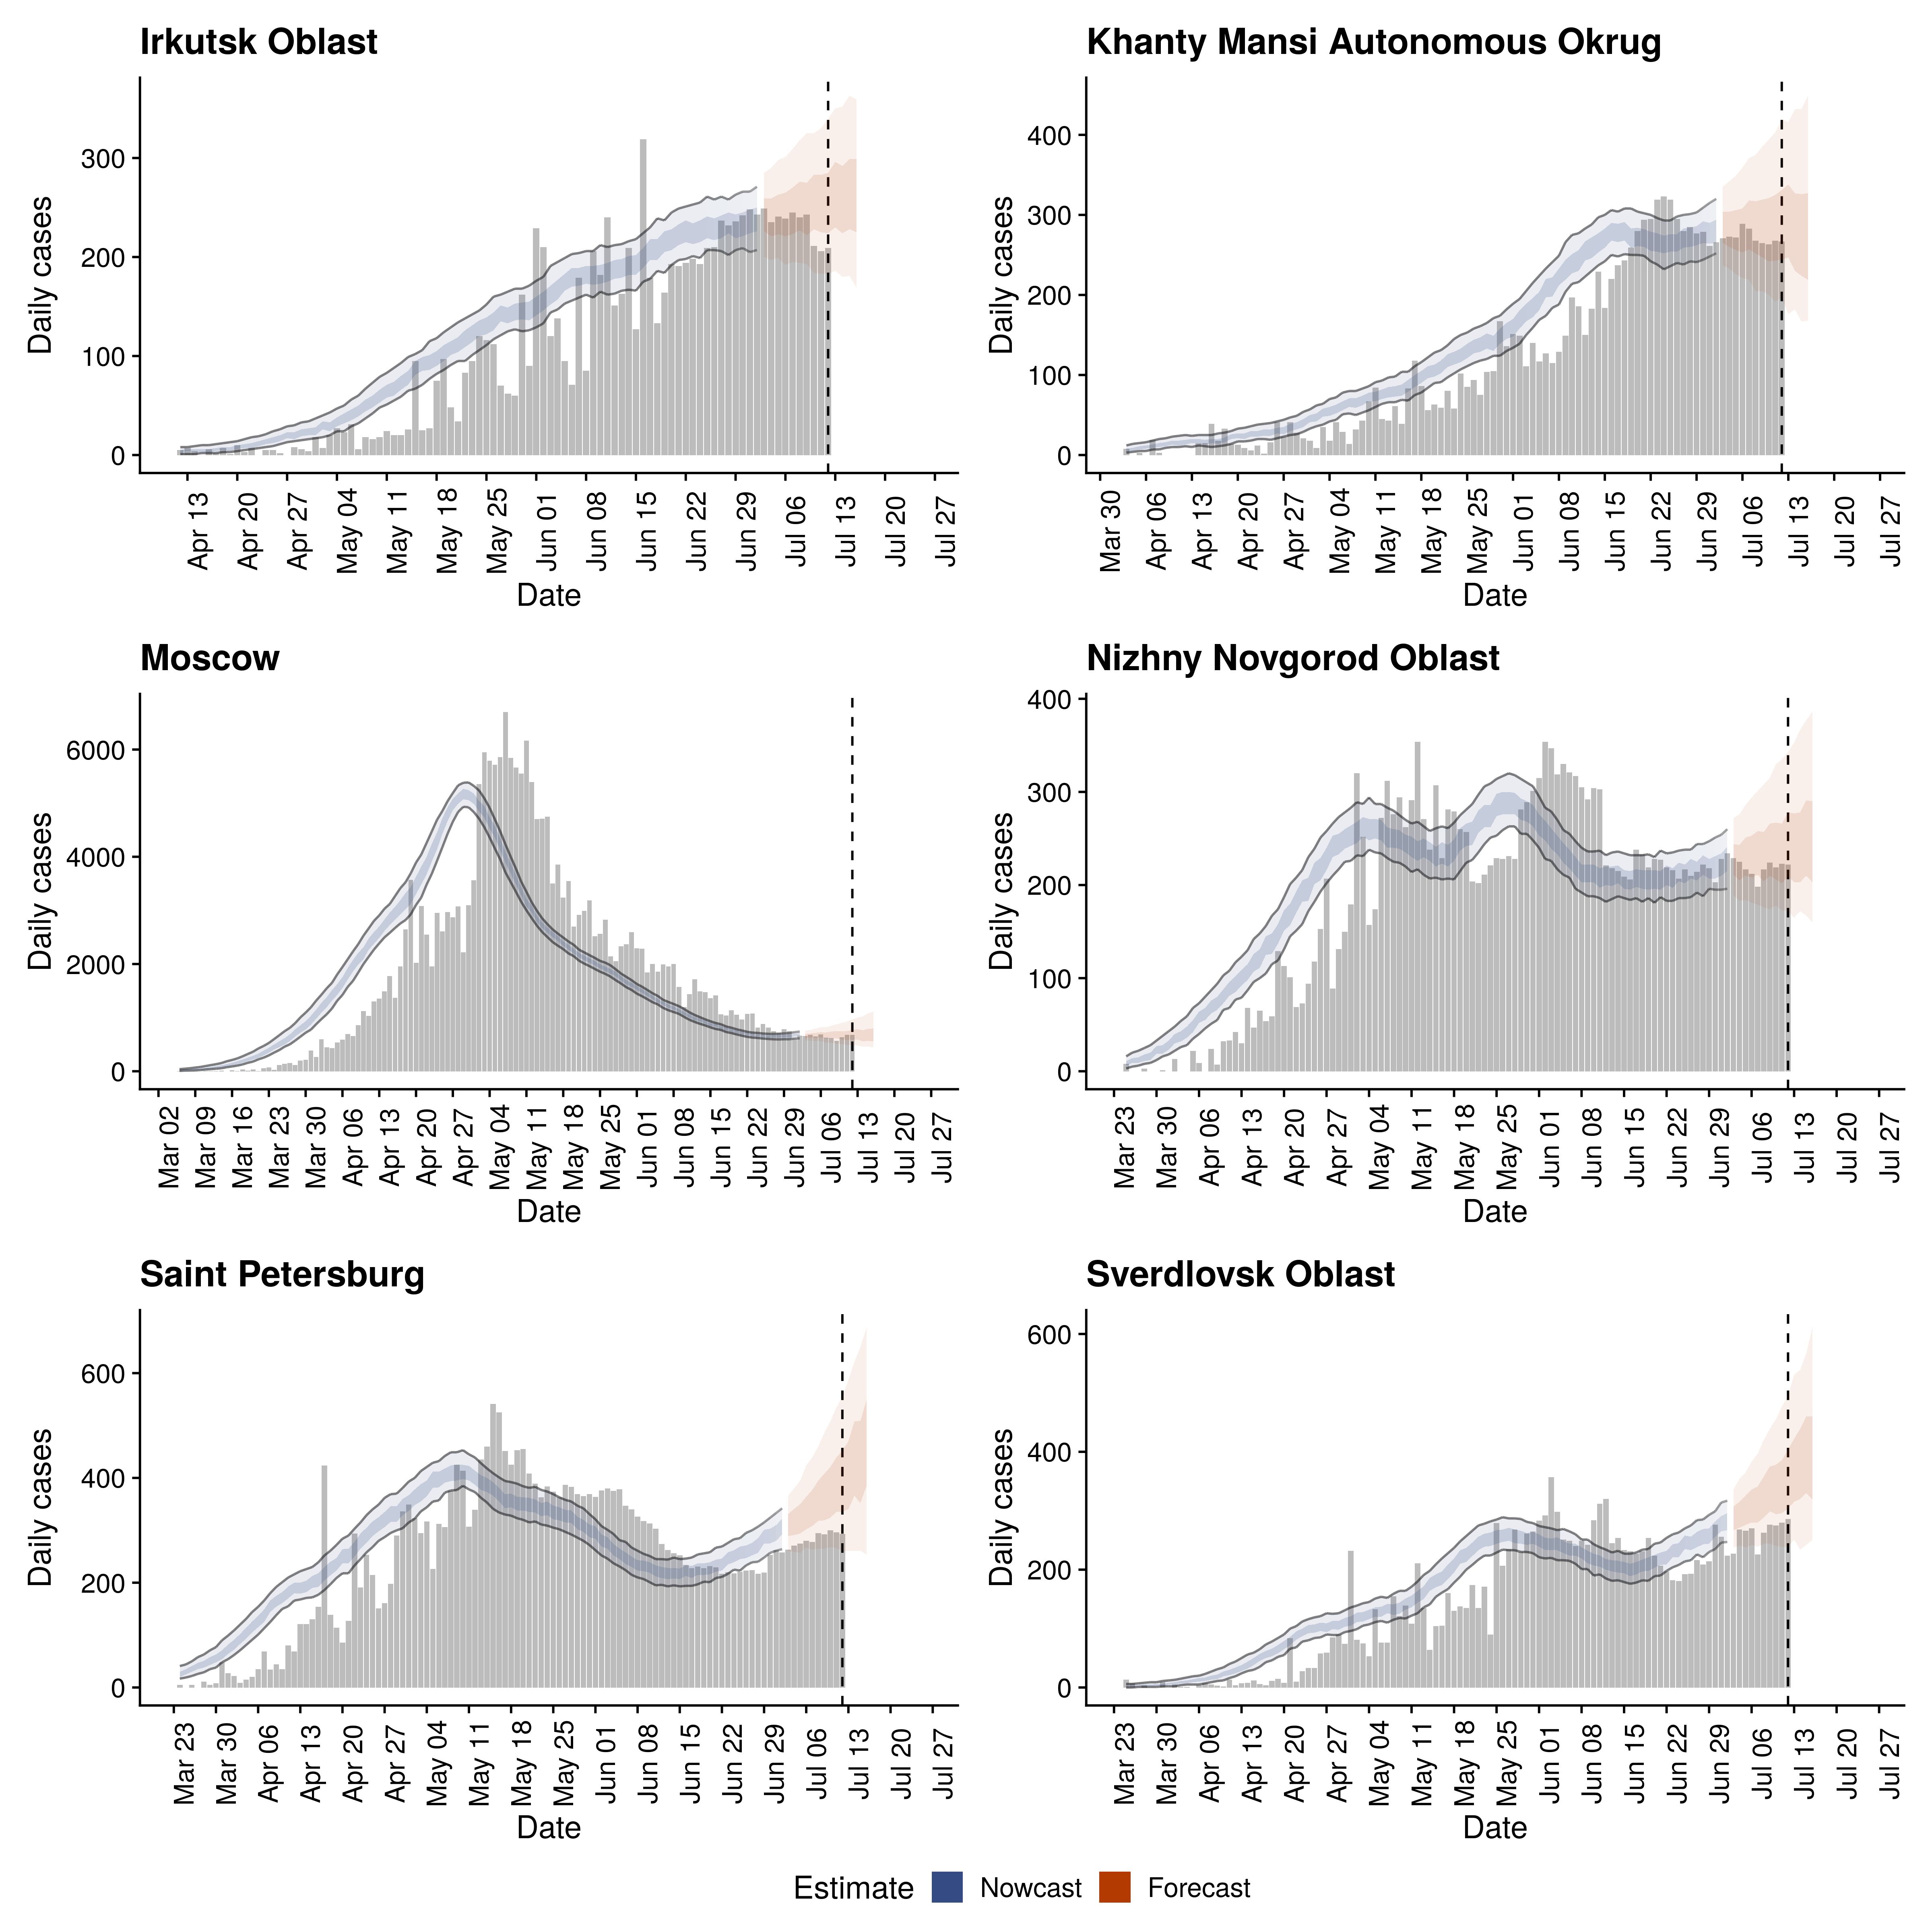 Irkutsk Oblast
Daily cases
300
200
100
0
Apr 13
Apr 20
Apr 27
May 04
May 11
May 18
May 25
Jun 01
Jun 08
Jun 15
Jun 22
Jun 29
Jul 06
Jul 13
Jul 20
Jul 27
Date
Khanty Mansi Autonomous Okrug
Daily cases
400
300
200
100
0
Mar 30
Apr 06
Apr 13
Apr 20
Apr 27
May 04
May 11
May 18
May 25
Jun 01
Jun 08
Jun 15
Jun 22
Jun 29
Jul 06
Jul 13
Jul 20
Jul 27
Date
Moscow
Daily cases
6000
4000
2000
0
Mar 02
Mar 09
Mar 16
Mar 23
Mar 30
Apr 06
Apr 13
Apr 20
Apr 27
May 04
May 11
May 18
May 25
Jun 01
Jun 08
Jun 15
Jun 22
Jun 29
Jul 06
Jul 13
Jul 20
Jul 27
Date
Nizhny Novgorod Oblast
Daily cases
400
300
200
100
0
Mar 23
Mar 30
Apr 06
Apr 13
Apr 20
Apr 27
May 04
May 11
May 18
May 25
Jun 01
Jun 08
Jun 15
Jun 22
Jun 29
Jul 06
Jul 13
Jul 20
Jul 27
Date
Saint Petersburg
Daily cases
600
400
200
0
Mar 23
Mar 30
Apr 06
Apr 13
Apr 20
Apr 27
May 04
May 11
May 18
May 25
Jun 01
Jun 08
Jun 15
Jun 22
Jun 29
Jul 06
Jul 13
Jul 20
Jul 27
Date
Sverdlovsk Oblast
Daily cases
600
400
200
0
Mar 23
Mar 30
Apr 06
Apr 13
Apr 20
Apr 27
May 04
May 11
May 18
May 25
Jun 01
Jun 08
Jun 15
Jun 22
Jun 29
Jul 06
Jul 13
Jul 20
Jul 27
Date
Estimate Nowcast Forecast